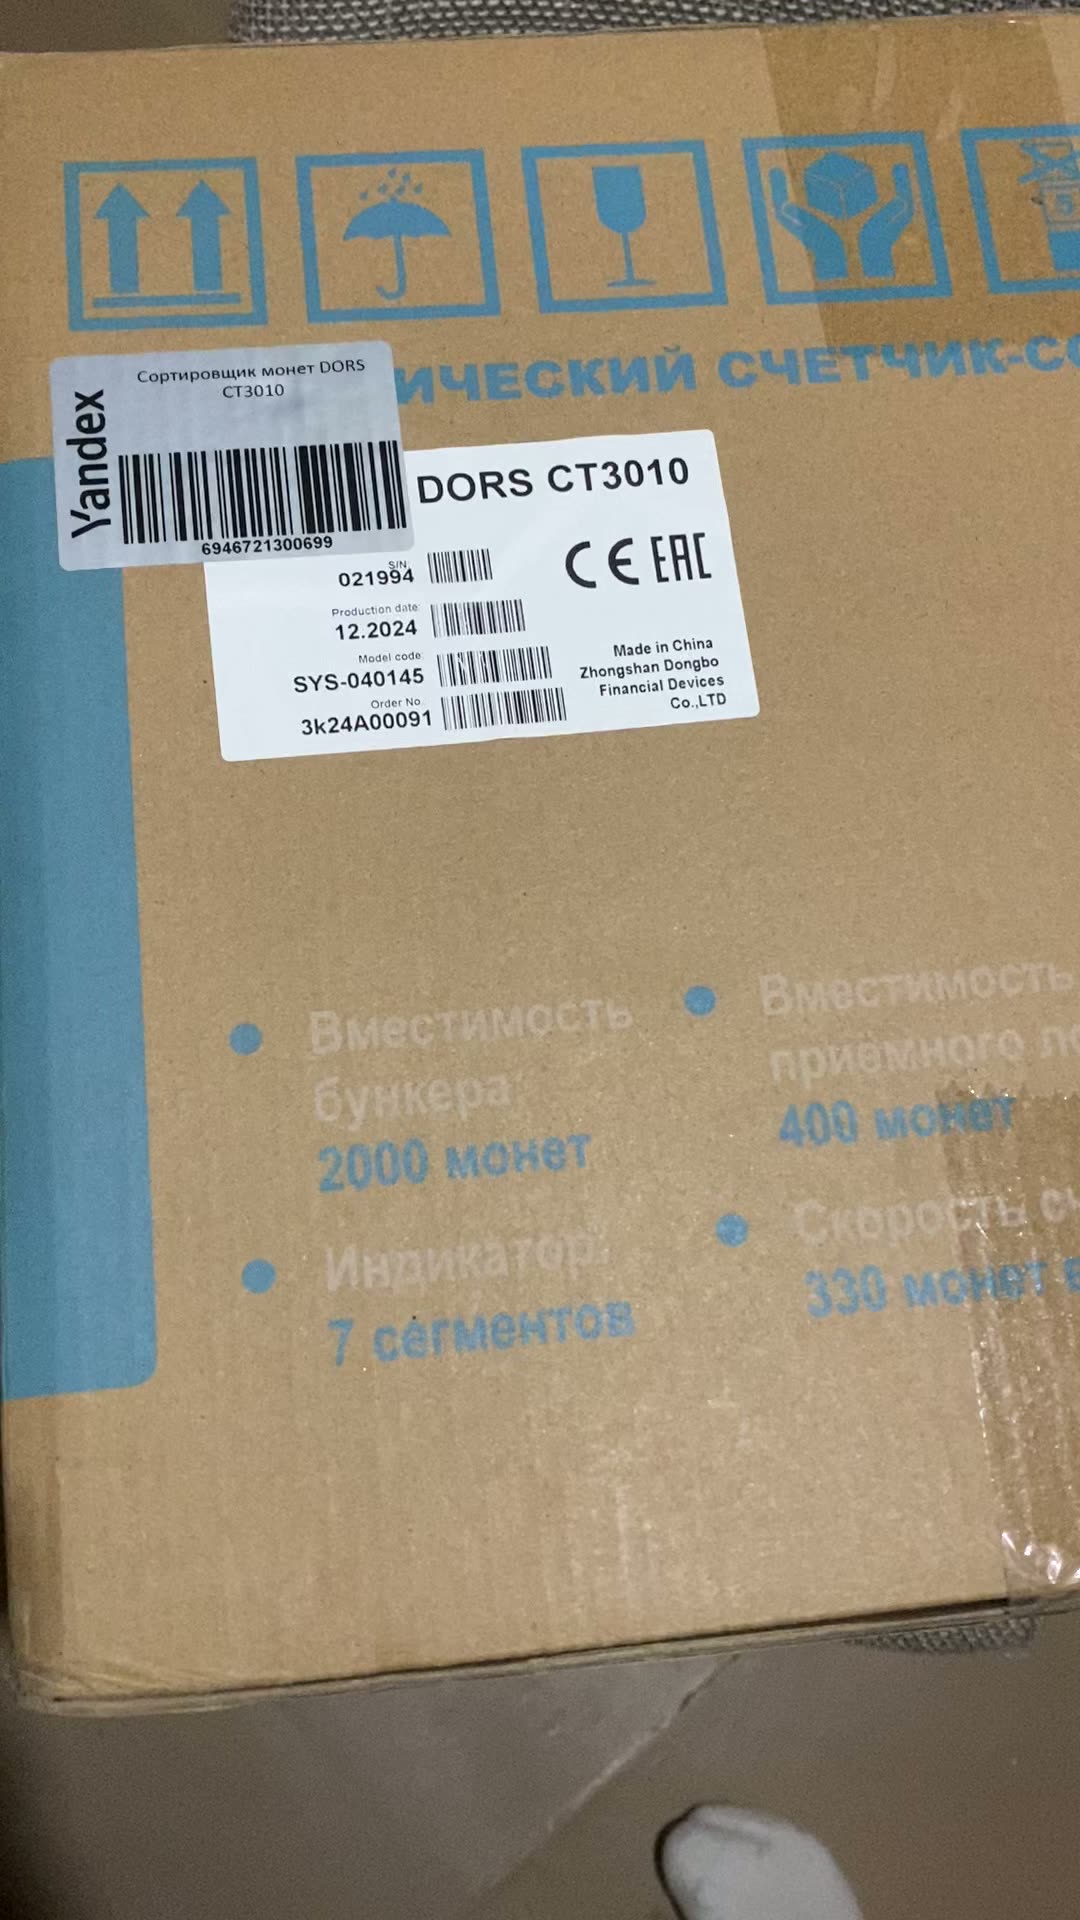 ИЧЕСКИЙ СЧЕТЧИК-СО
Yandex
Сортировщик монет DORS
CT3010
6946721300699
DORS CT3010
S/N:
021994
CE EAC
Production date:
12.2024
Model code:
SYS-040145
Order No.
3k24A00091
Made in China
Zhongshan Dongbo
Financial Devices
Co.,LTD
Вместимость
бункера
2000 монет
Вместимость
приемного
400 монет
Индикатор:
7 сегментов
Скорость
330 монет в